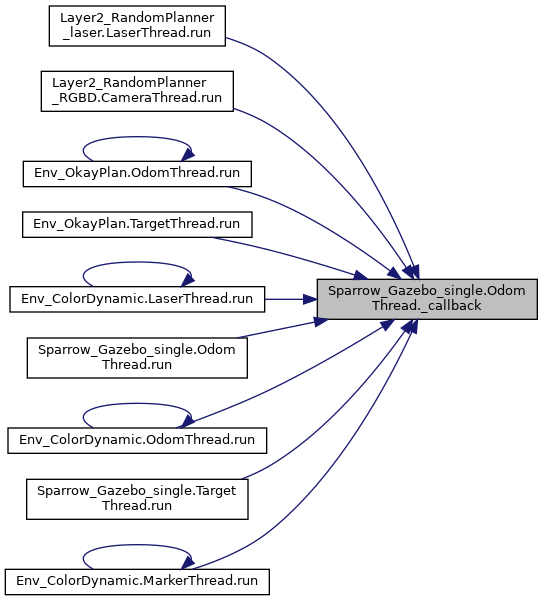 Layer2_RandomPlanner
_laser.LaserThread.run
Layer2_RandomPlanner
_RGBD.CameraThread.run
Env_OkayPlan.OdomThread.run
Env_OkayPlan.TargetThread.run
Env_ColorDynamic.LaserThread.run
Sparrow_Gazebo_single.Odom
Thread._callback
Sparrow_Gazebo_single.Odom
Thread.run
Env_ColorDynamic.OdomThread.run
Sparrow_Gazebo_single.Target
Thread.run
Env_ColorDynamic.MarkerThread.run